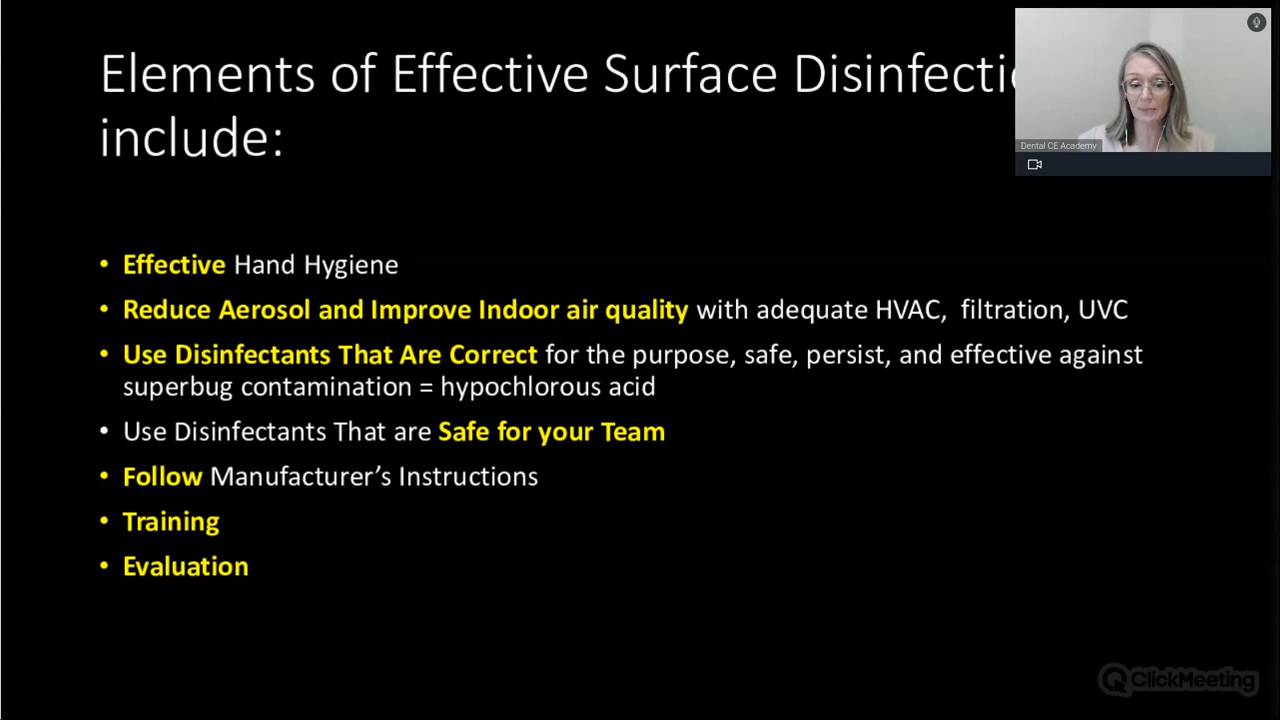 Elements of Effective Surface Disinfectio
include:
• Effective Hand Hygiene
• Reduce Aerosol and Improve Indoor air quality with adequate HVAC,  filtration, UVC
• Use Disinfectants That Are Correct for the purpose, safe, persist, and effective against
superbug contamination = hypochlorous acid
• Use Disinfectants That are Safe for your Team
• Follow Manufacturer’s Instructions
• Training
• Evaluation
Dental CE Academy
ClickMeeting